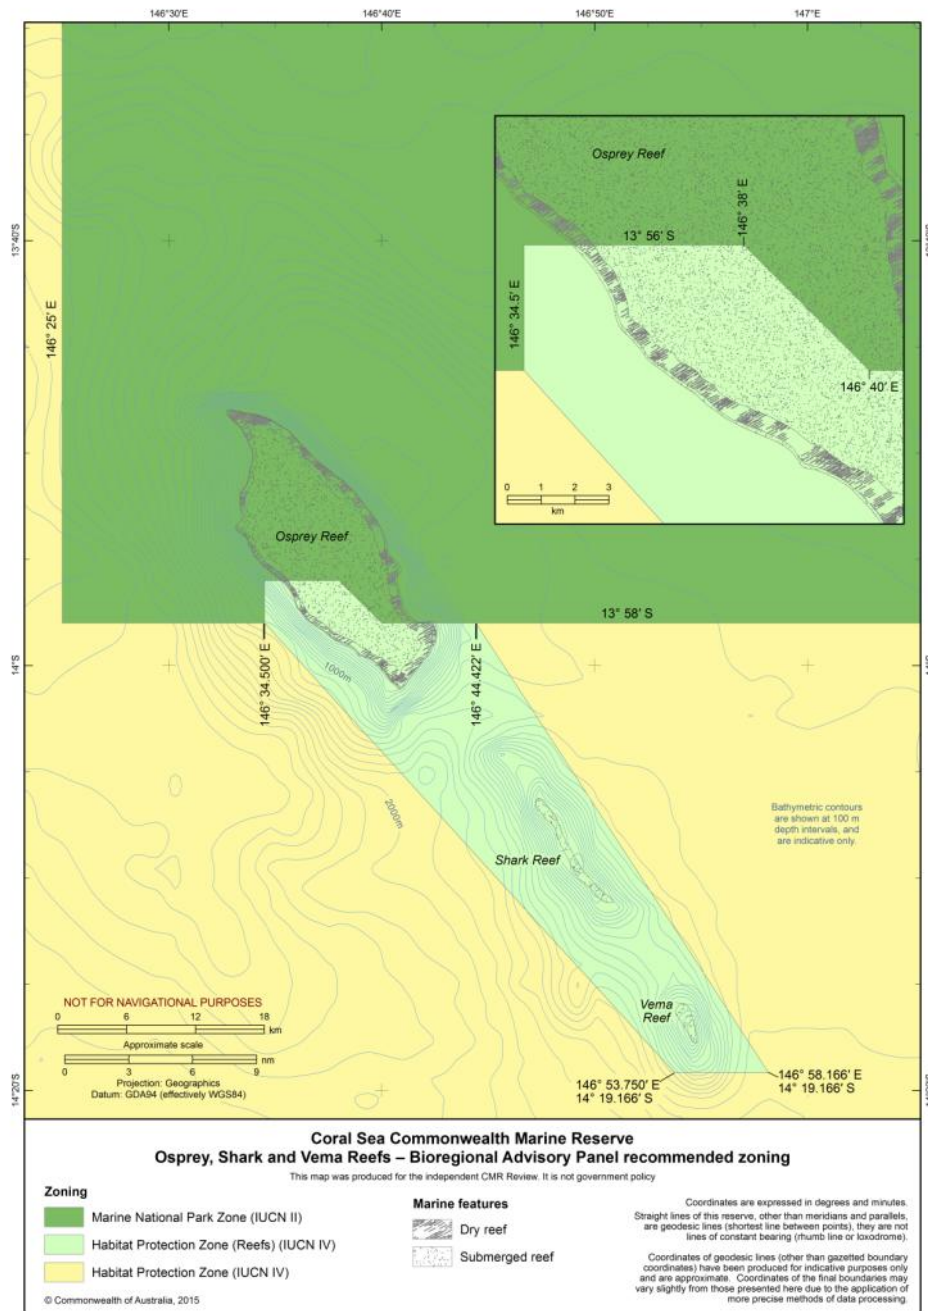 146°30'E
146°40'E
146°50'E
147°E
13°40'S
146° 25' E
Osprey Reef
146° 38' E
13° 56' S
146° 34.5' E
146° 40' E
0 1 2 3
km
Osprey Reef
13° 58' S
14°S
146° 34.500' E
1000m
146° 44.422' E
2000m
Bathymetric contours
are shown at 100 m
depth intervals, and
are indicative only.
Shark Reef
Vema
Reef
NOT FOR NAVIGATIONAL PURPOSES
0 6 12 18
km
Approximate scale
nm
0 3 6 9
Projection: Geographics
Datum: GDA94 (effectively WGS84)
146° 53.750' E
14° 19.166' S
146° 58.166' E
14° 19.166' S
14°20'S
Coral Sea Commonwealth Marine Reserve
Osprey, Shark and Vema Reefs – Bioregional Advisory Panel recommended zoning
This map was produced for the independent CMR Review. It is not government policy
Zoning
Marine National Park Zone (IUCN II)
Habitat Protection Zone (Reefs) (IUCN IV)
Habitat Protection Zone (IUCN IV)
© Commonwealth of Australia, 2015
Marine features
Dry reef
Submerged reef
Coordinates are expressed in degrees and minutes.
Straight lines of this reserve, other than meridians and parallels,
are geodesic lines (shortest line between points), they are not
lines of constant bearing (rhumb line or loxodrome).
Coordinates of geodesic lines (other than gazetted boundary
coordinates) have been produced for indicative purposes only
and are approximate. Coordinates of the final boundaries may
vary slightly from those presented here due to the application of
more precise methods of data processing.